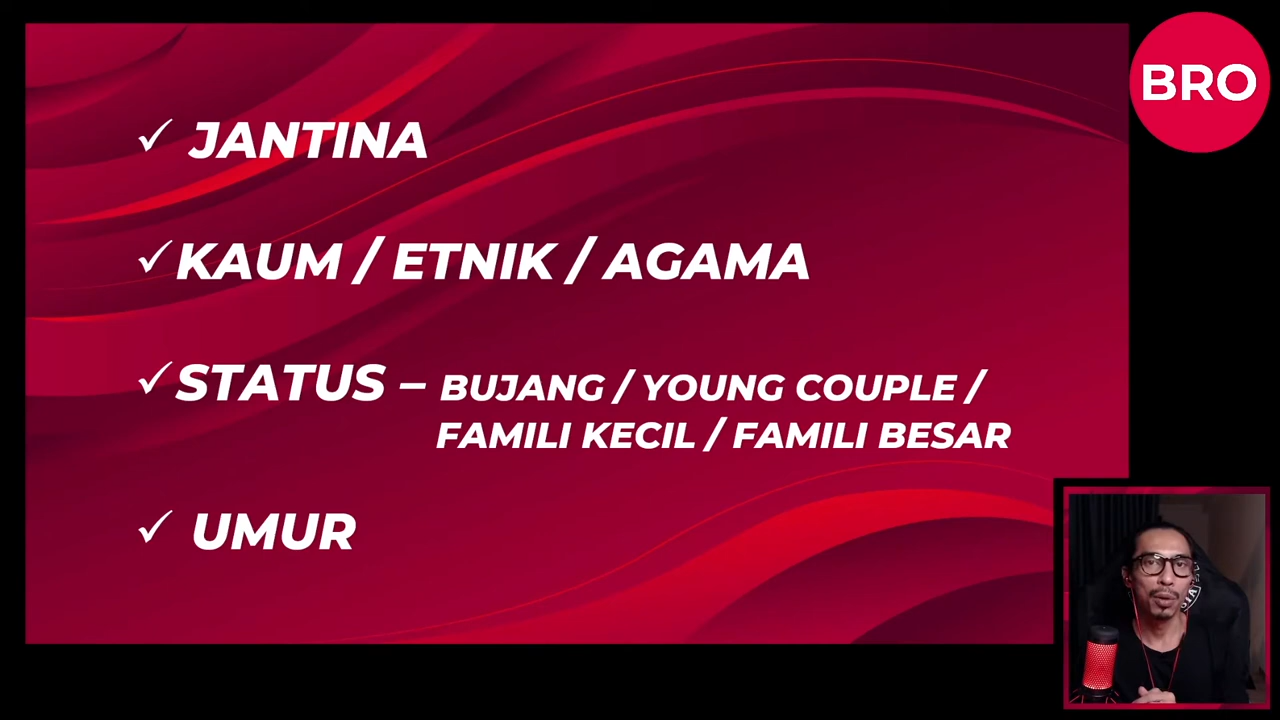 BRO
✓ JANTINA
✓ KAUM / ETNIK / AGAMA
✓ STATUS – BUJANG / YOUNG COUPLE /
FAMILI KECIL / FAMILI BESAR
✓ UMUR